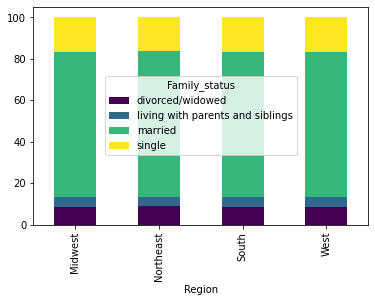 100
80
60
40
20
0
Family_status
divorced/widowed
living with parents and siblings
married
single
Midwest
Northeast
South
West
Region